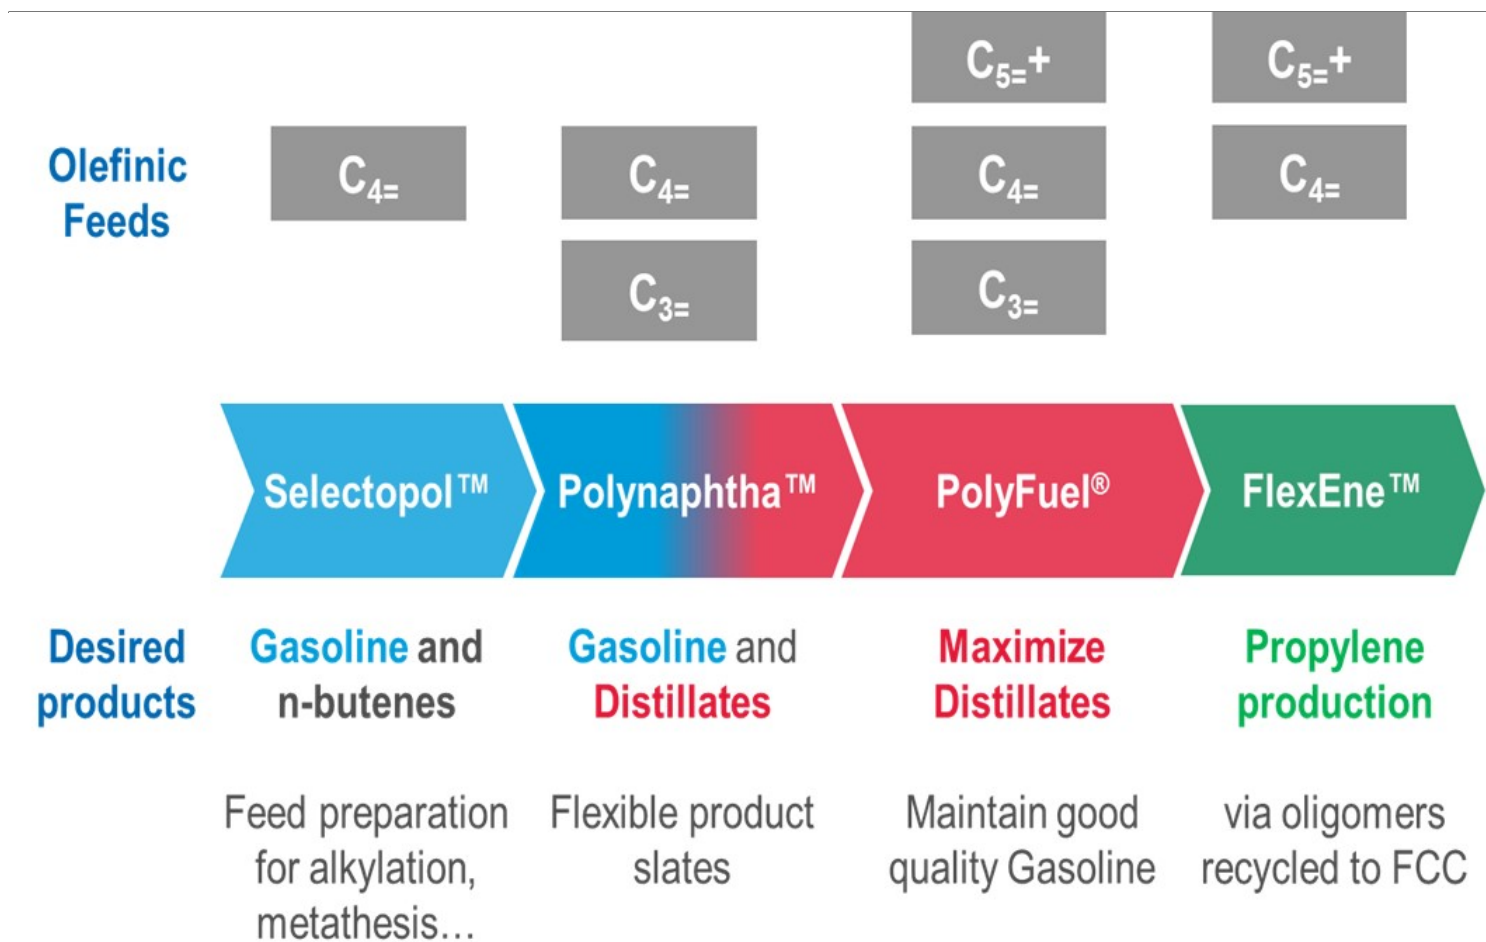 C5=+ C5=+
Olefinic
Feeds
C4= C4= C4= C4=
C3= C3=
Selectopol™ Polynaphtha™ PolyFuel® FlexEne™
Desired
products
Gasoline and
n-butenes
Gasoline and
Distillates
Maximize
Distillates
Propylene
production
Feed preparation
for alkylation,
metathesis…
Flexible product
slates
Maintain good
quality Gasoline
via oligomers
recycled to FCC